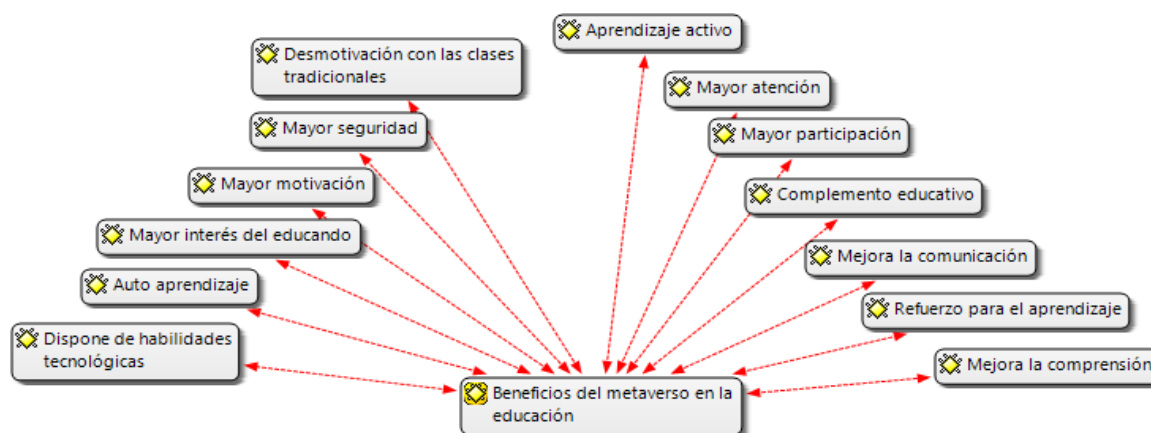 Aprendizaje activo
Desmotivación con las clases
tradicionales
Mayor atención
Mayor seguridad
Mayor participación
Mayor motivación
Complemento educativo
Mayor interés del educando
Mejora la comunicación
Auto aprendizaje
Refuerzo para el aprendizaje
Dispone de habilidades
tecnológicas
Mejora la comprensión
Beneficios del metaverso en la
educación